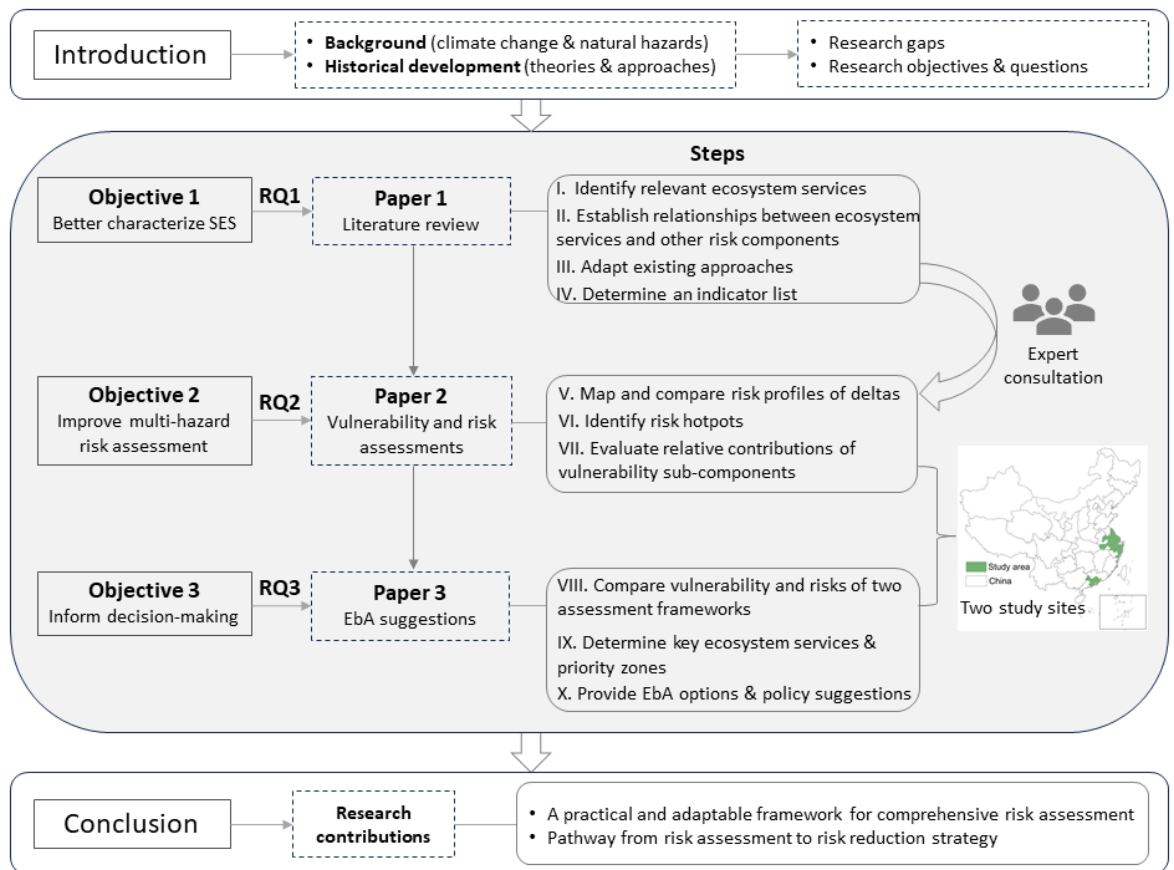 Introduction
• Background (climate change & natural hazards)
• Historical development (theories & approaches)
• Research gaps
• Research objectives & questions
Steps
Objective 1
Better characterize SES
RQ1
Paper 1
Literature review
I. Identify relevant ecosystem services
II. Establish relationships between ecosystem
services and other risk components
III. Adapt existing approaches
IV. Determine an indicator list
Expert
consultation
Objective 2
Improve multi-hazard
risk assessment
RQ2
Paper 2
Vulnerability and risk
assessments
V. Map and compare risk profiles of deltas
VI. Identify risk hotpots
VII. Evaluate relative contributions of
vulnerability sub-components
Study area
China
Two study sites
Objective 3
Inform decision-making
RQ3
Paper 3
EbA suggestions
VIII. Compare vulnerability and risks of two
assessment frameworks
IX. Determine key ecosystem services &
priority zones
X. Provide EbA options & policy suggestions
Conclusion
Research
contributions
• A practical and adaptable framework for comprehensive risk assessment
• Pathway from risk assessment to risk reduction strategy